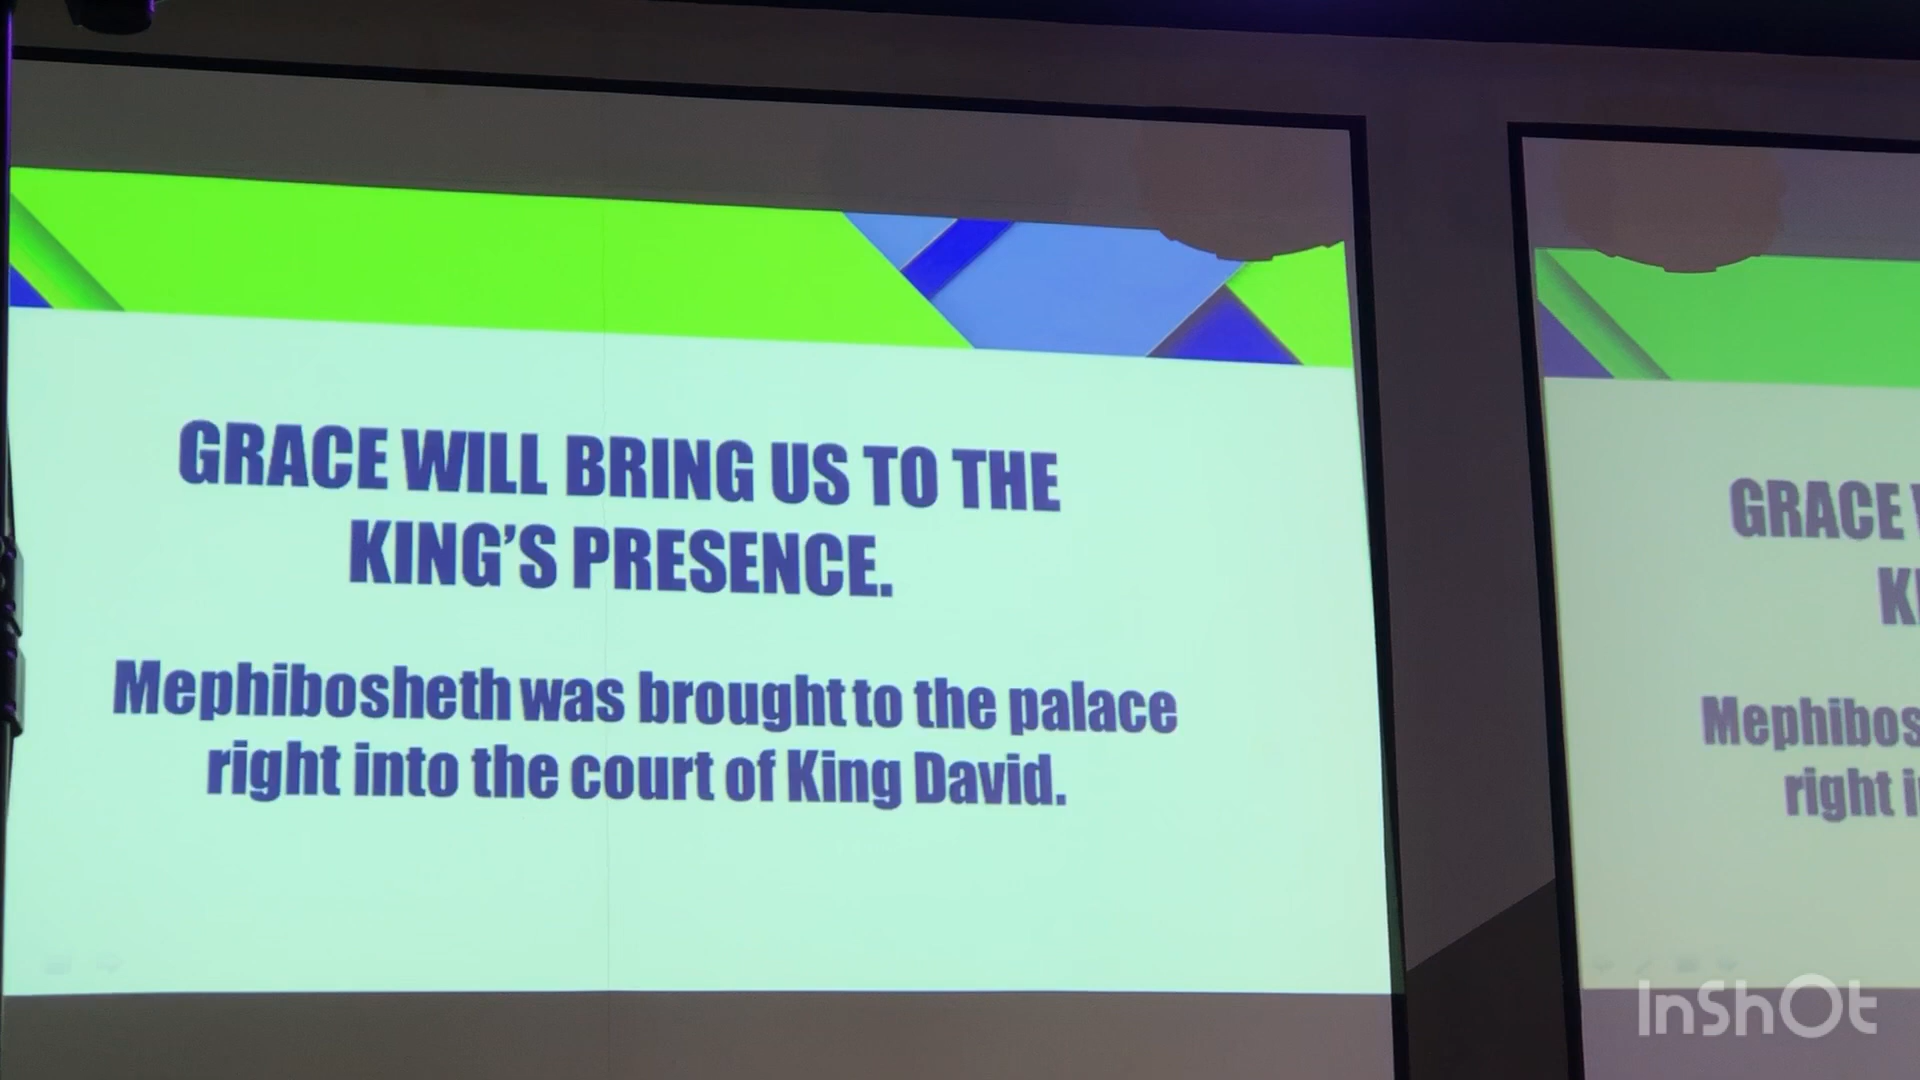 GRACE WILL BRING US TO THE
KING'S PRESENCE.
Mephibosheth was brought to the palace
right into the court of King David.
GRACE
Mephibos
right
InShOt